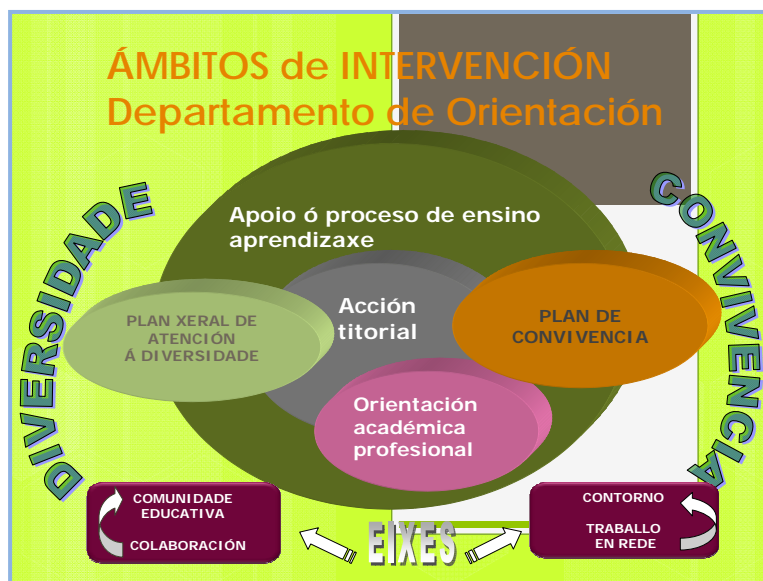 ÁMBITOS de INTERVENCIÓN
Departamento de Orientación
DIVERSIDADE
CONVIVENCIA
Apoio ó proceso de ensino
aprendizaxe
Acción
titorial
PLAN XERAL DE
ATENCIÓN
Á DIVERSIDADE
PLAN DE
CONVIVENCIA
Orientación
académica
profesional
COMUNIDADE
EDUCATIVA
COLABORACIÓN
EIXES
CONTORNO
TRABALLO
EN REDE